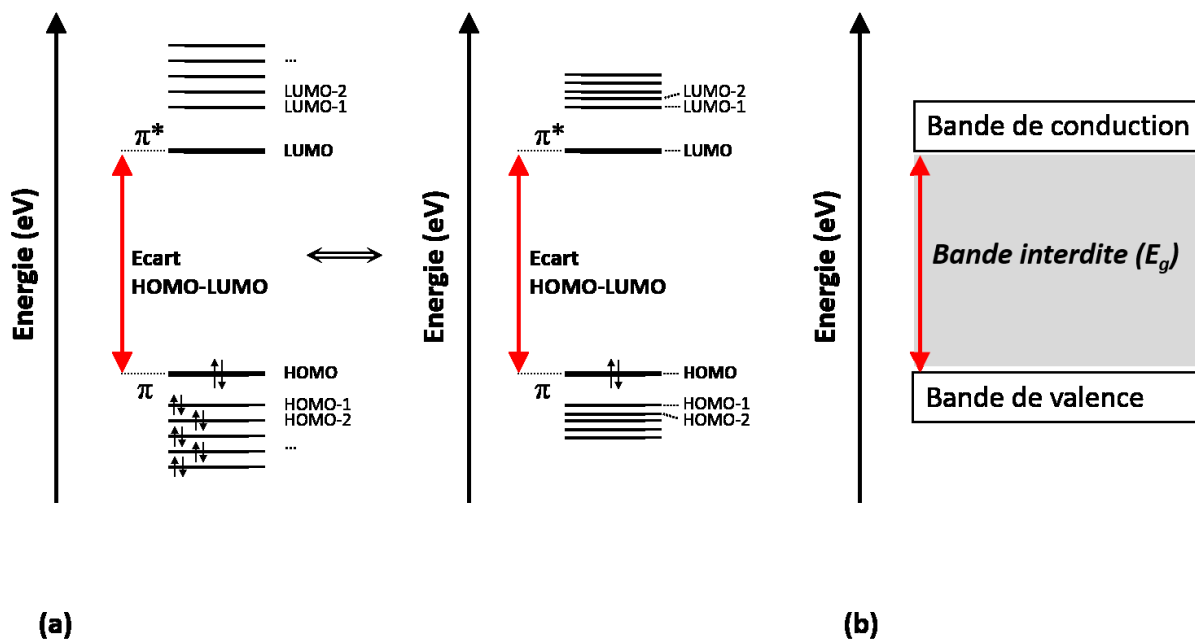 Energie (eV)
...
LUMO-2
LUMO-1
π*
LUMO
Ecart
HOMO-LUMO
HOMO
π
HOMO-1
HOMO-2
...
Energie (eV)
LUMO-2
LUMO-1
π*
LUMO
Ecart
HOMO-LUMO
HOMO
π
HOMO-1
HOMO-2
Energie (eV)
Bande de conduction
Bande interdite (Eg)
Bande de valence
(a)
(b)